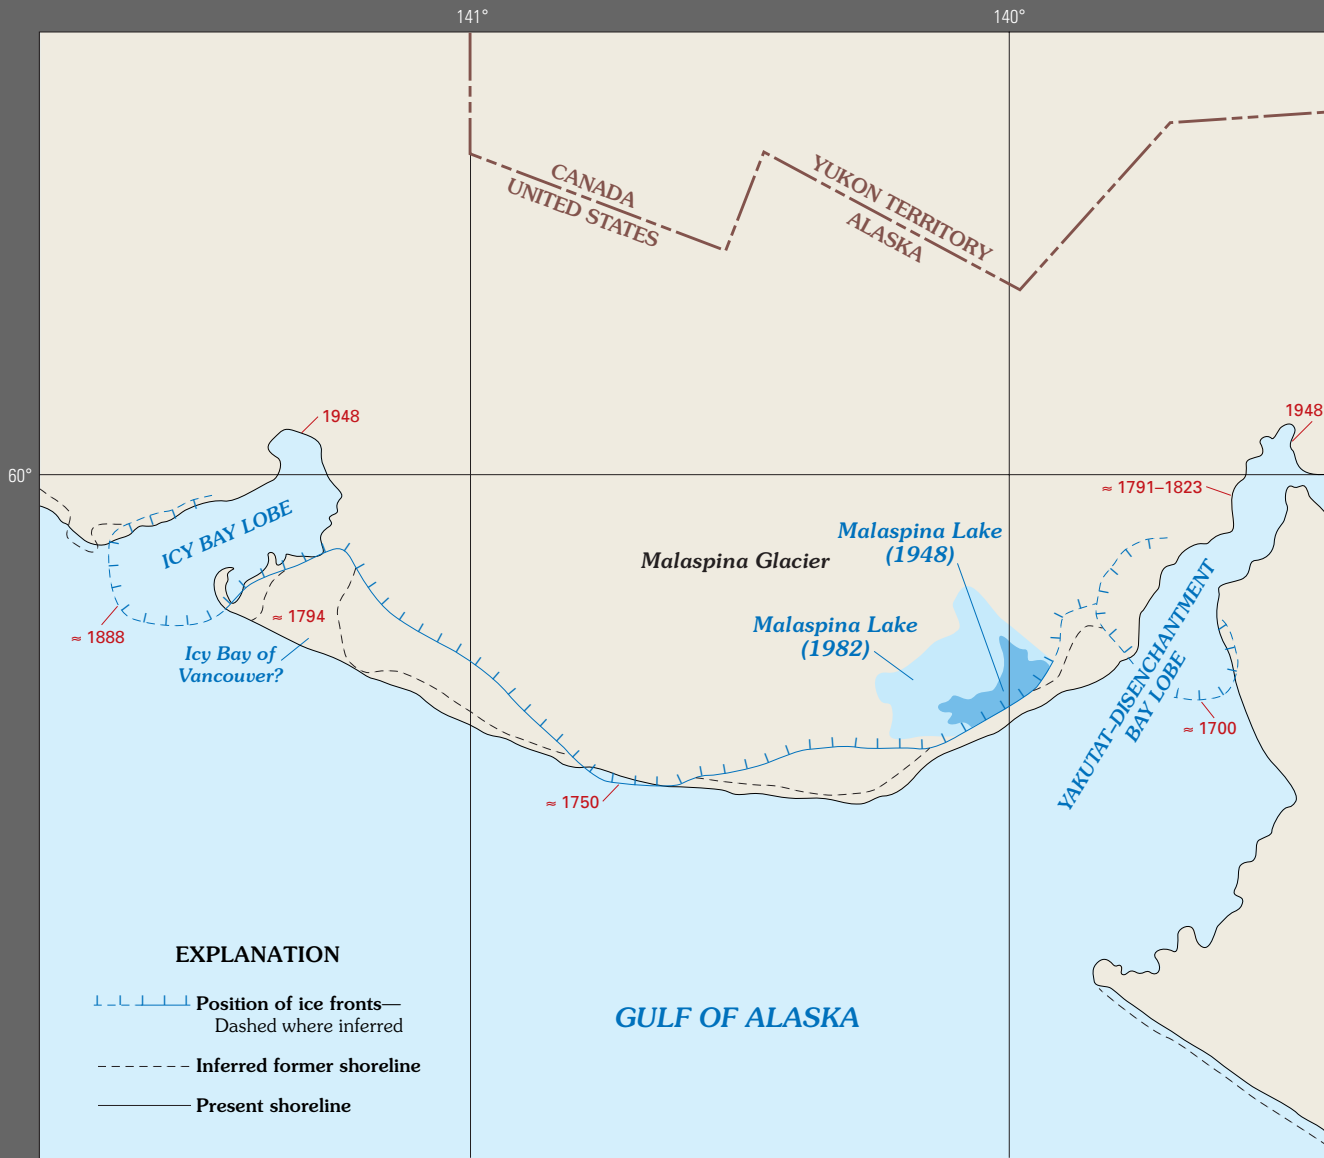 141°
140°
CANADA
UNITED STATES
YUKON TERRITORY
ALASKA
1948
1948
60°
≈ 1791–1823
ICY BAY LOBE
Malaspina Glacier
Malaspina Lake
(1948)
Malaspina Lake
(1982)
≈ 1794
≈ 1888
Icy Bay of
Vancouver?
YAKUTAT–DISENCHANTMENT
BAY LOBE
≈ 1700
≈ 1750
EXPLANATION
Position of ice fronts—
Dashed where inferred
Inferred former shoreline
Present shoreline
GULF OF ALASKA